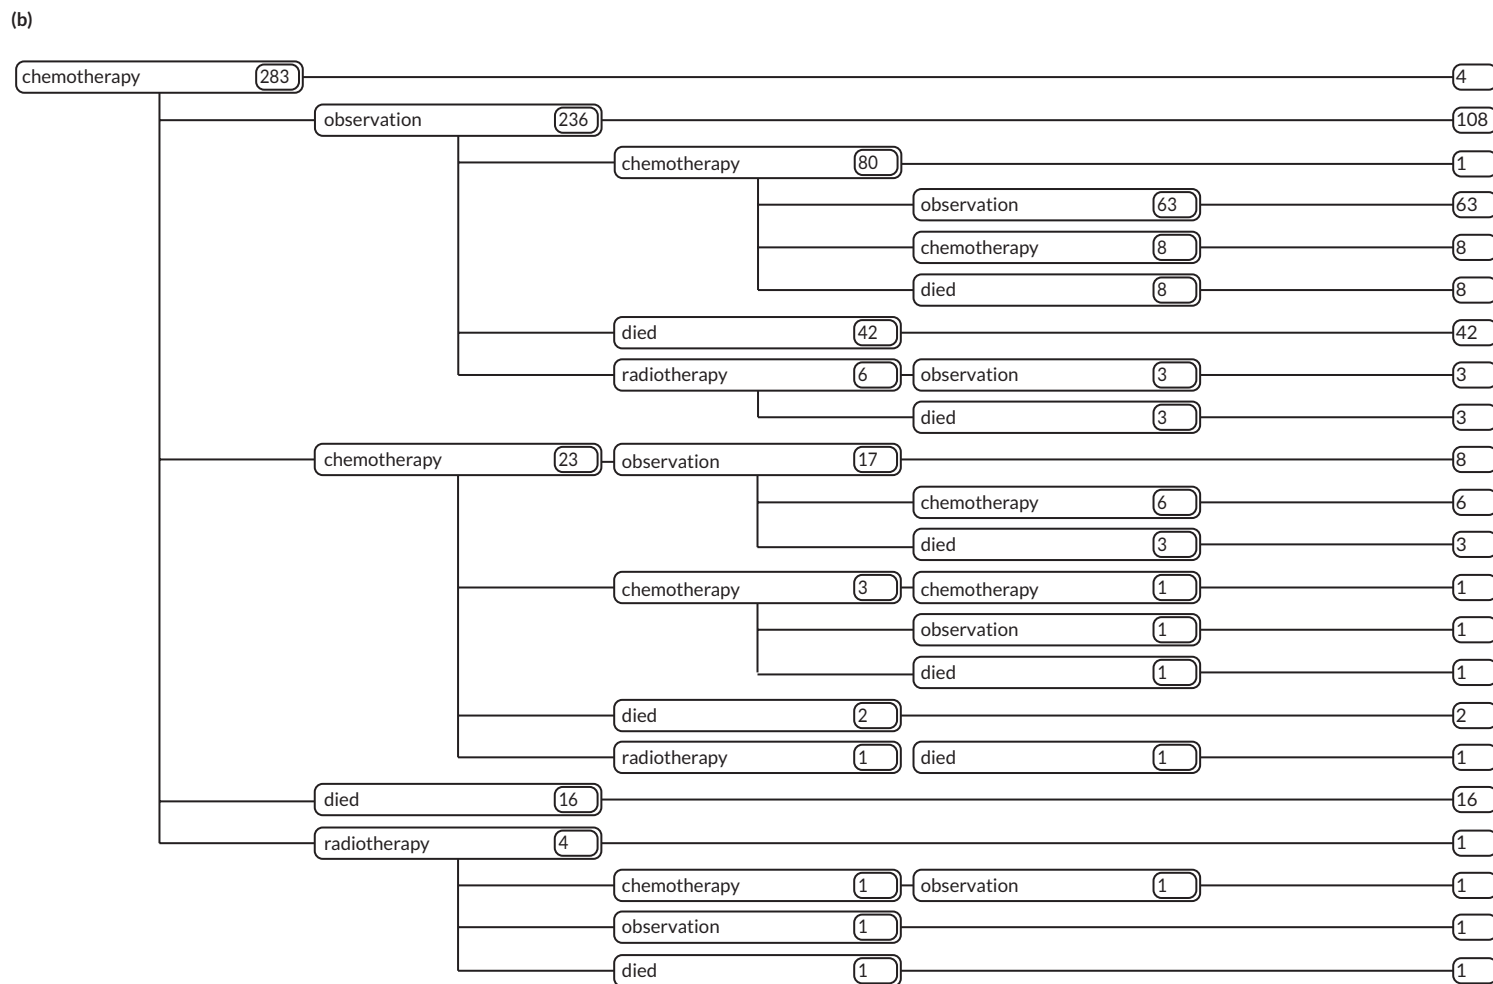 (b)
chemotherapy 283 4
observation 236 108
chemotherapy 80 1
observation 63 63
chemotherapy 8 8
died 8 8
died 42 42
radiotherapy 6 observation 3 3
died 3 3
chemotherapy 23 observation 17 8
chemotherapy 6 6
died 3 3
chemotherapy 3 chemotherapy 1 1
observation 1 1
died 1 1
died 2 2
radiotherapy 1 died 1 1
died 16 16
radiotherapy 4 1
chemotherapy 1 observation 1 1
observation 1 1
died 1 1